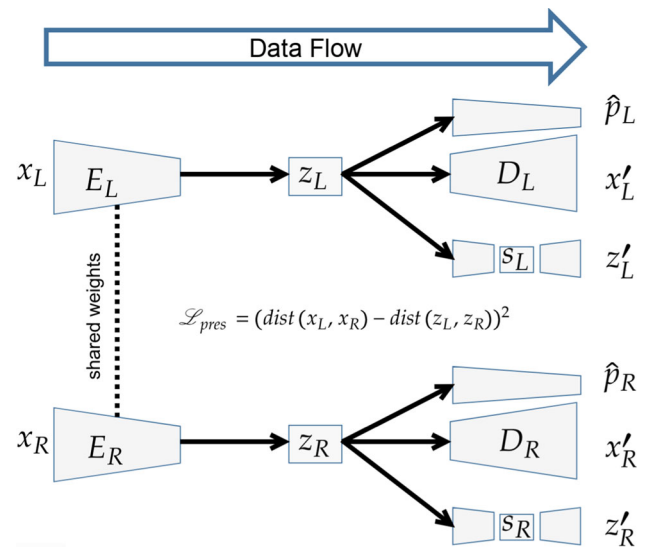 Data Flow
x_L E_L z_L p̂_L
D_L x′_L
s_L z′_L
shared weights
ℒ_pres = (dist(x_L, x_R) − dist(z_L, z_R))²
x_R E_R z_R p̂_R
D_R x′_R
s_R z′_R